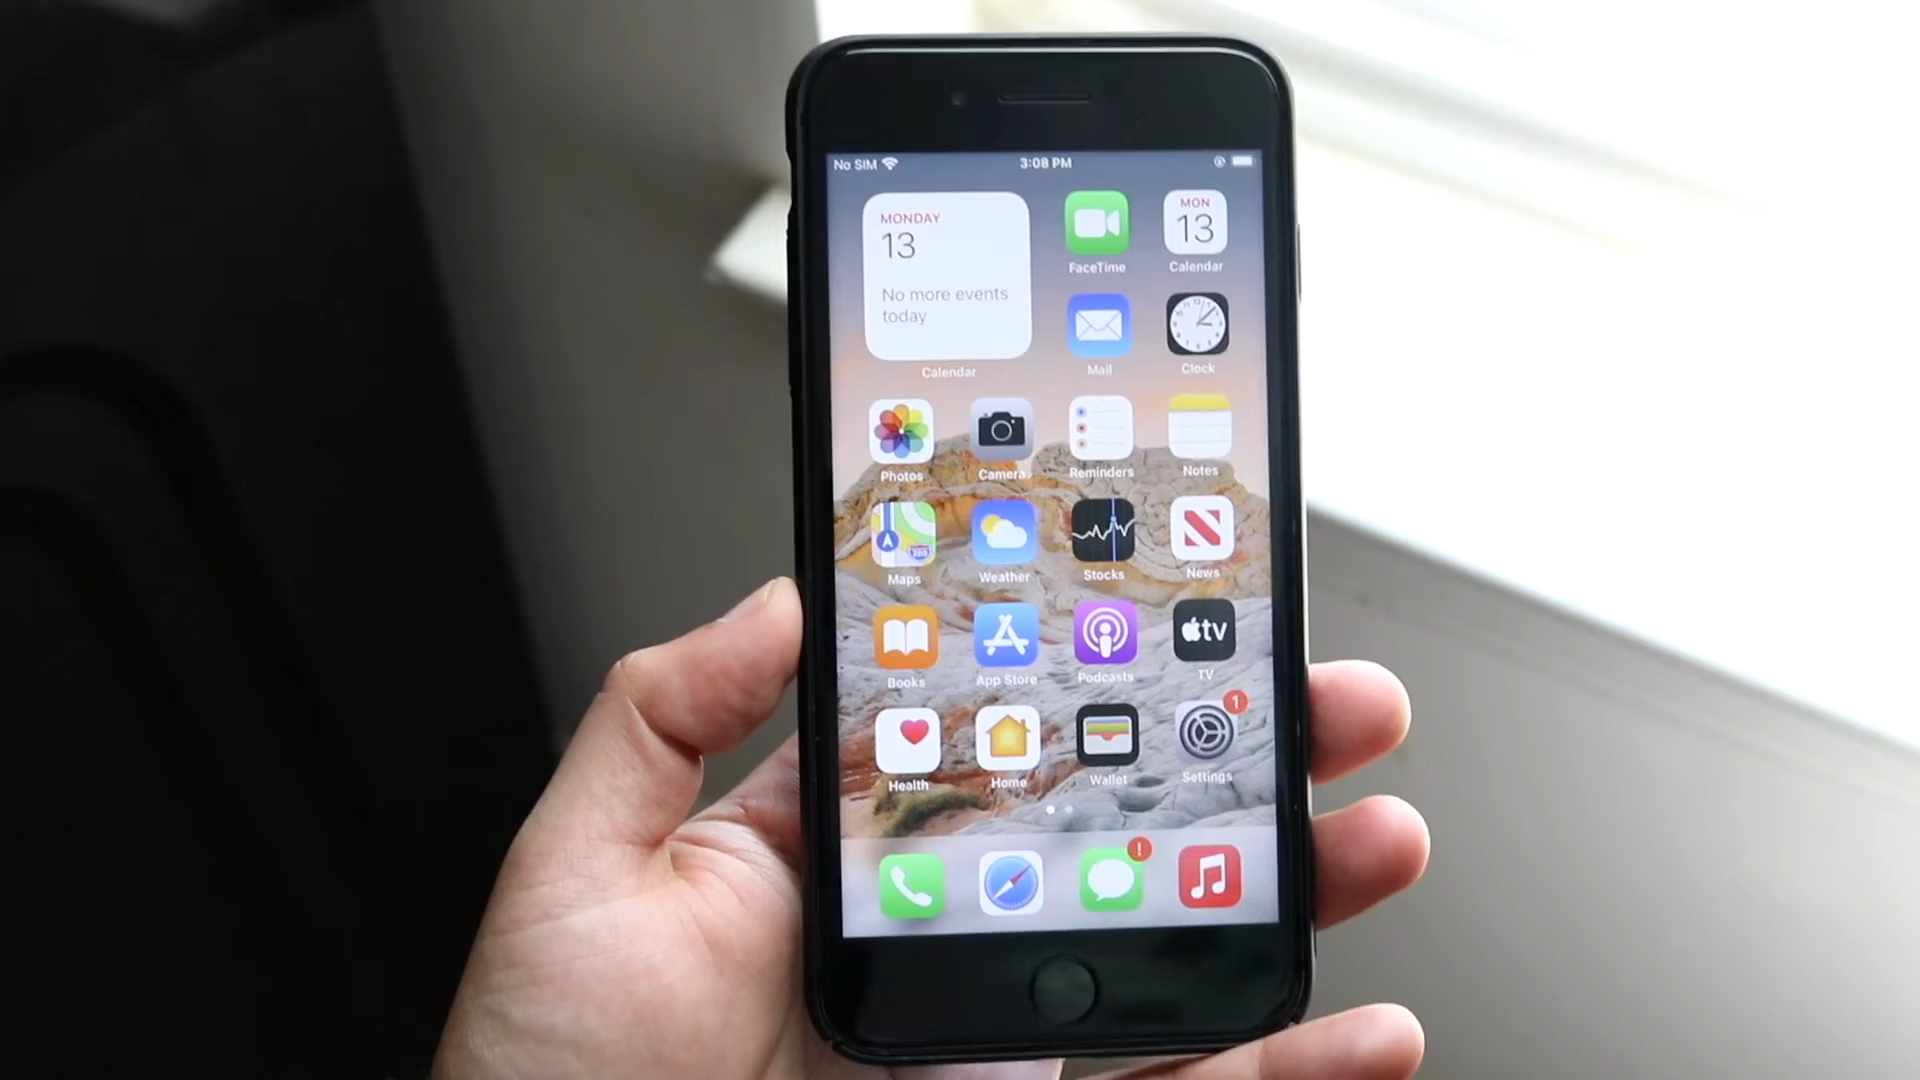 No SIM
3:08 PM
MONDAY
13
No more events
today
Calendar
FaceTime
MON
13
Calendar
Mail
Clock
Photos
Camera
Reminders
Notes
280
Maps
Weather
Stocks
News
Books
App Store
Podcasts
tv
TV
Health
Home
Wallet
1
Settings
!